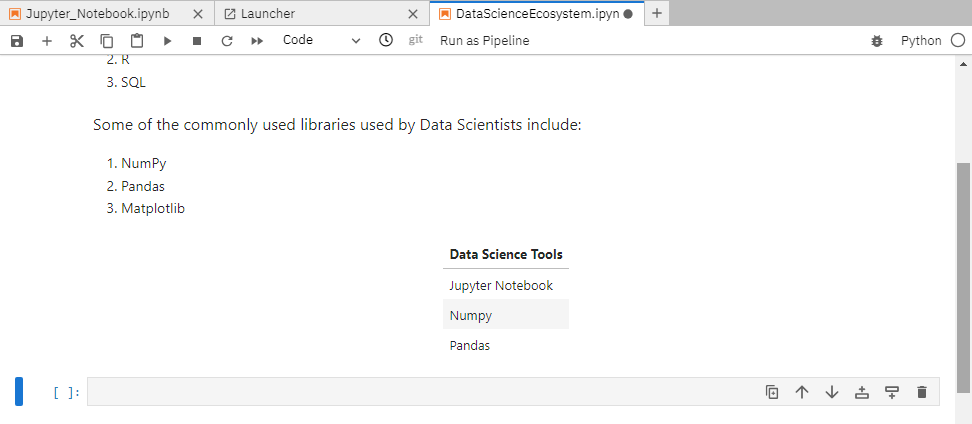 Jupyter_Notebook.ipynb
Launcher
DataScienceEcosystem.ipyn
Code
git
Run as Pipeline
Python
2. R
3. SQL
Some of the commonly used libraries used by Data Scientists include:
1. NumPy
2. Pandas
3. Matplotlib
Data Science Tools
Jupyter Notebook
Numpy
Pandas
[ ]: